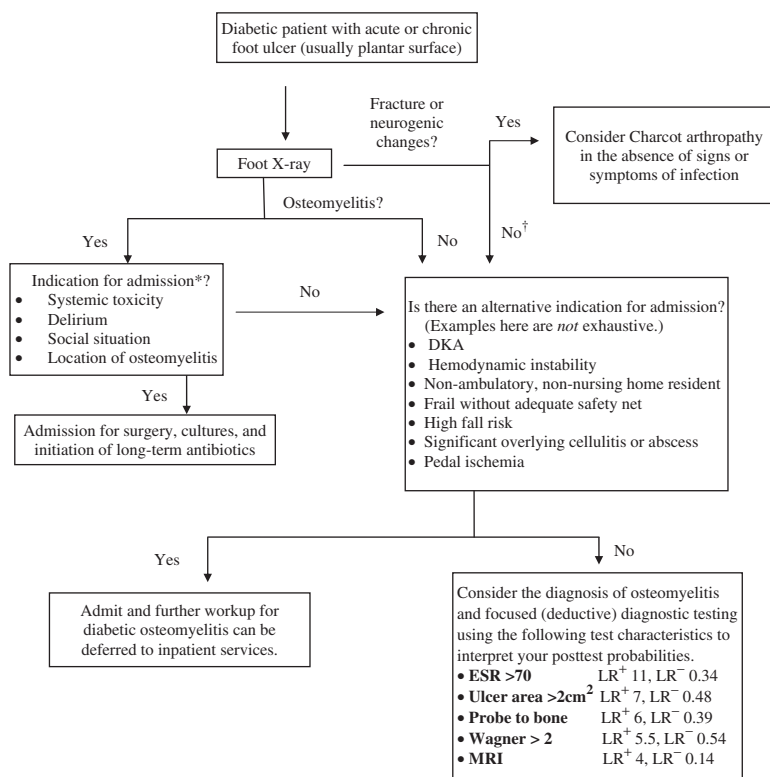 Diabetic patient with acute or chronic
foot ulcer (usually plantar surface)
Fracture or
neurogenic
changes?
Yes
Consider Charcot arthropathy
in the absence of signs or
symptoms of infection
Foot X-ray
Osteomyelitis?
Yes
No
No†
Indication for admission*?
• Systemic toxicity
• Delirium
• Social situation
• Location of osteomyelitis
No
Is there an alternative indication for admission?
(Examples here are not exhaustive.)
• DKA
• Hemodynamic instability
• Non-ambulatory, non-nursing home resident
• Frail without adequate safety net
• High fall risk
• Significant overlying cellulitis or abscess
• Pedal ischemia
Yes
Admission for surgery, cultures, and
initiation of long-term antibiotics
Yes
No
Admit and further workup for
diabetic osteomyelitis can be
deferred to inpatient services.
Consider the diagnosis of osteomyelitis
and focused (deductive) diagnostic testing
using the following test characteristics to
interpret your posttest probabilities.
• ESR >70 LR+ 11, LR− 0.34
• Ulcer area >2cm² LR+ 7, LR− 0.48
• Probe to bone LR+ 6, LR− 0.39
• Wagner > 2 LR+ 5.5, LR− 0.54
• MRI LR+ 4, LR− 0.14